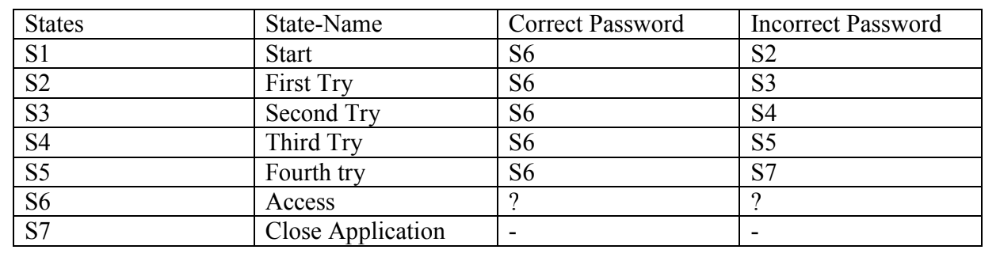 States State-Name Correct Password Incorrect Password
S1 Start S6 S2
S2 First Try S6 S3
S3 Second Try S6 S4
S4 Third Try S6 S5
S5 Fourth try S6 S7
S6 Access ? ?
S7 Close Application - -